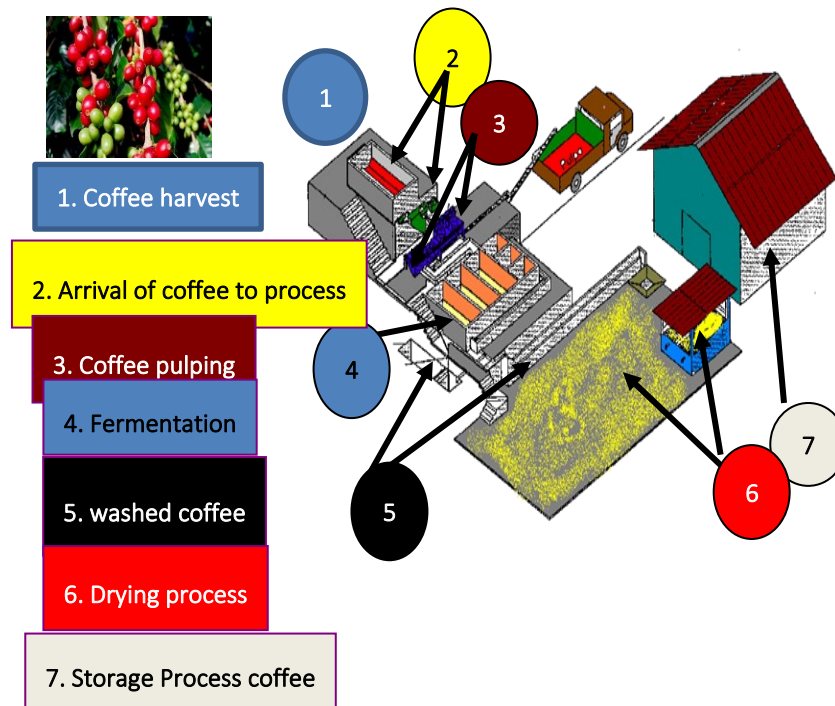 1
2
3
1. Coffee harvest
2. Arrival of coffee to process
3. Coffee pulping
4
4. Fermentation
7
6
5
5. washed coffee
6. Drying process
7. Storage Process coffee